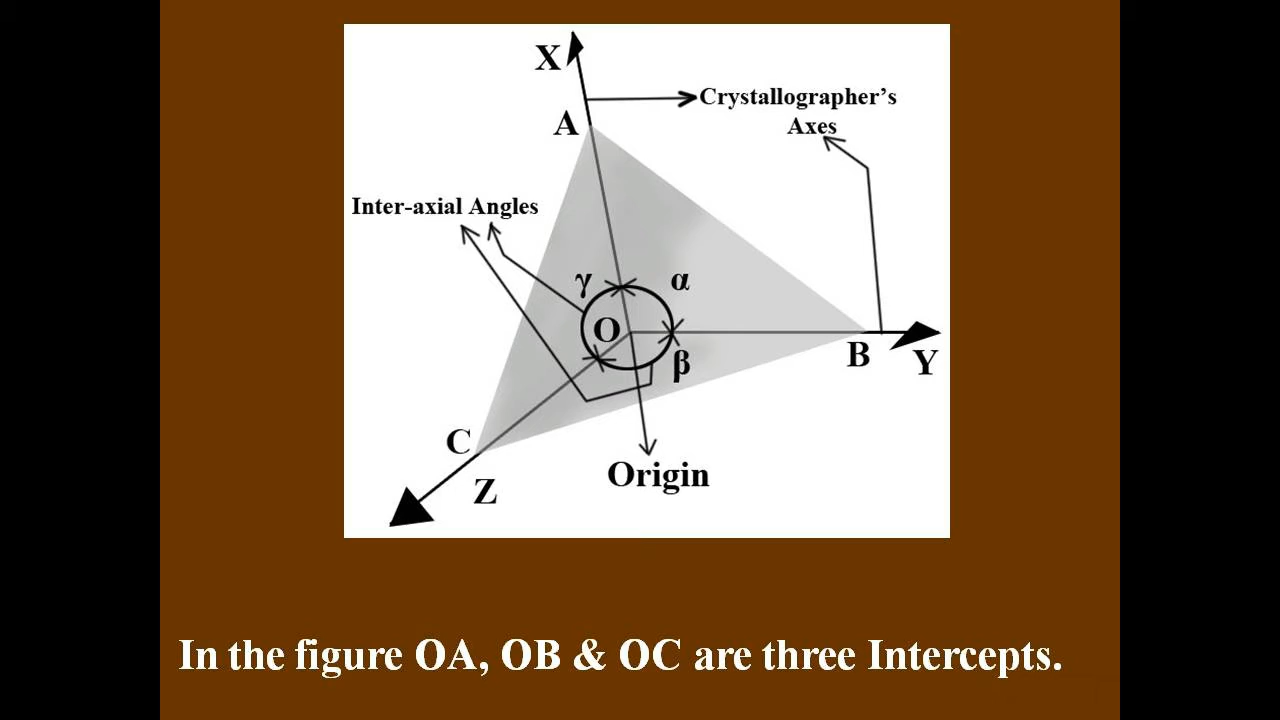 X
Crystallographer's
Axes
A
Inter-axial Angles
γ
α
O
B
β
Y
C
Origin
Z
In the figure OA, OB & OC are three Intercepts.